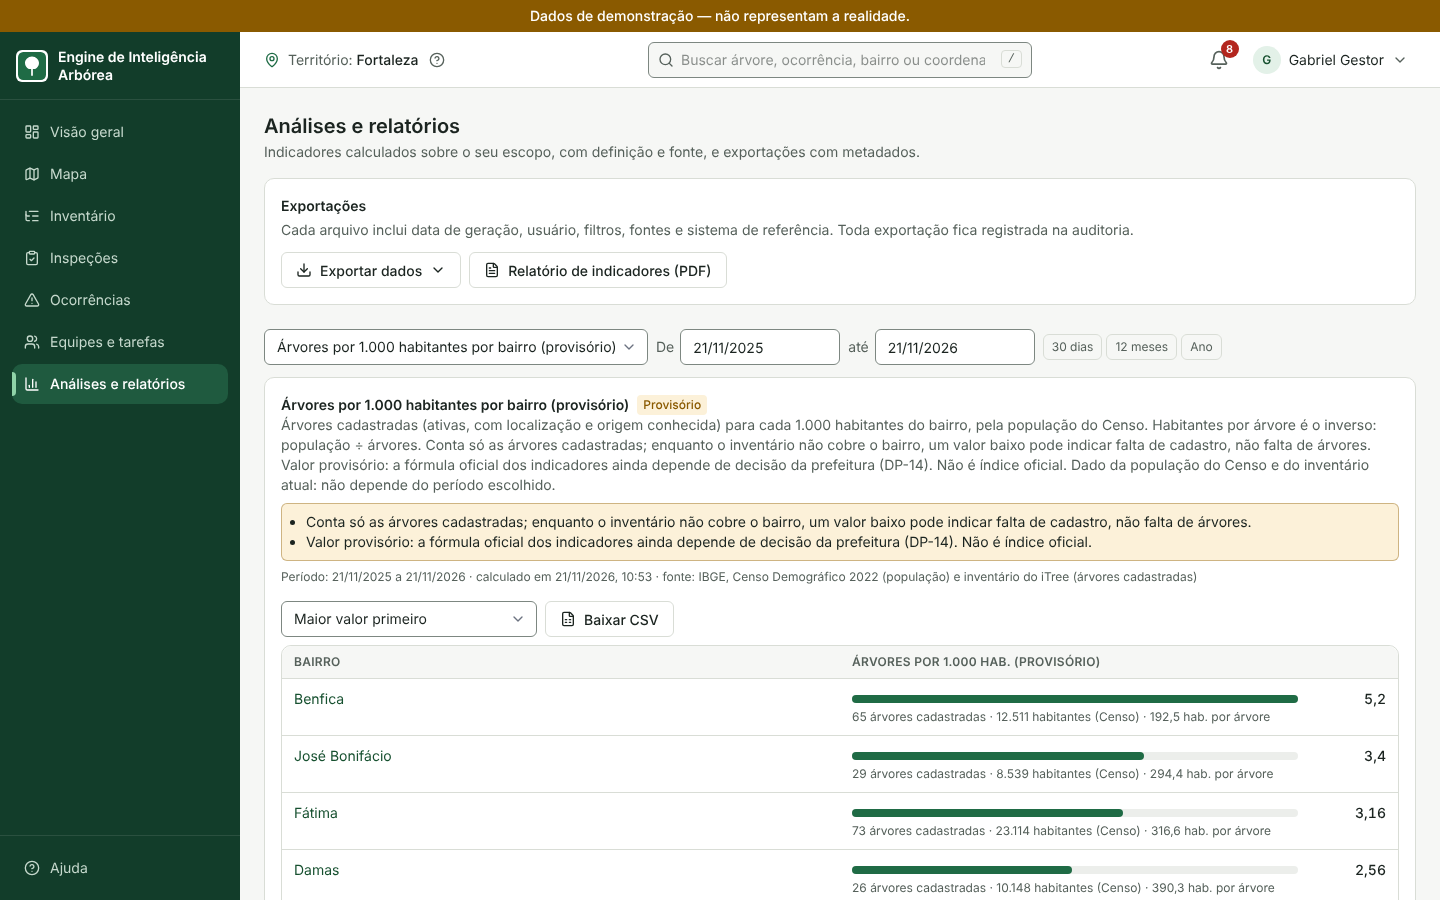 Dados de demonstração — não representam a realidade.
Engine de Inteligência
Arbórea
Território: Fortaleza
Buscar árvore, ocorrência, bairro ou coordena
/
8
G
Gabriel Gestor
Visão geral
Mapa
Inventário
Inspeções
Ocorrências
Equipes e tarefas
Análises e relatórios
Ajuda
Análises e relatórios
Indicadores calculados sobre o seu escopo, com definição e fonte, e exportações com metadados.
Exportações
Cada arquivo inclui data de geração, usuário, filtros, fontes e sistema de referência. Toda exportação fica registrada na auditoria.
Exportar dados
Relatório de indicadores (PDF)
Árvores por 1.000 habitantes por bairro (provisório)
De
21/11/2025
até
21/11/2026
30 dias
12 meses
Ano
Árvores por 1.000 habitantes por bairro (provisório)
Provisório
Árvores cadastradas (ativas, com localização e origem conhecida) para cada 1.000 habitantes do bairro, pela população do Censo. Habitantes por árvore é o inverso:
população ÷ árvores. Conta só as árvores cadastradas; enquanto o inventário não cobre o bairro, um valor baixo pode indicar falta de cadastro, não falta de árvores.
Valor provisório: a fórmula oficial dos indicadores ainda depende de decisão da prefeitura (DP-14). Não é índice oficial. Dado da população do Censo e do inventário
atual: não depende do período escolhido.
• Conta só as árvores cadastradas; enquanto o inventário não cobre o bairro, um valor baixo pode indicar falta de cadastro, não falta de árvores.
• Valor provisório: a fórmula oficial dos indicadores ainda depende de decisão da prefeitura (DP-14). Não é índice oficial.
Período: 21/11/2025 a 21/11/2026 · calculado em 21/11/2026, 10:53 · fonte: IBGE, Censo Demográfico 2022 (população) e inventário do iTree (árvores cadastradas)
Maior valor primeiro
Baixar CSV
BAIRRO
ÁRVORES POR 1.000 HAB. (PROVISÓRIO)
Benfica
5,2
65 árvores cadastradas · 12.511 habitantes (Censo) · 192,5 hab. por árvore
José Bonifácio
3,4
29 árvores cadastradas · 8.539 habitantes (Censo) · 294,4 hab. por árvore
Fátima
3,16
73 árvores cadastradas · 23.114 habitantes (Censo) · 316,6 hab. por árvore
Damas
2,56
26 árvores cadastradas · 10.148 habitantes (Censo) · 390,3 hab. por árvore